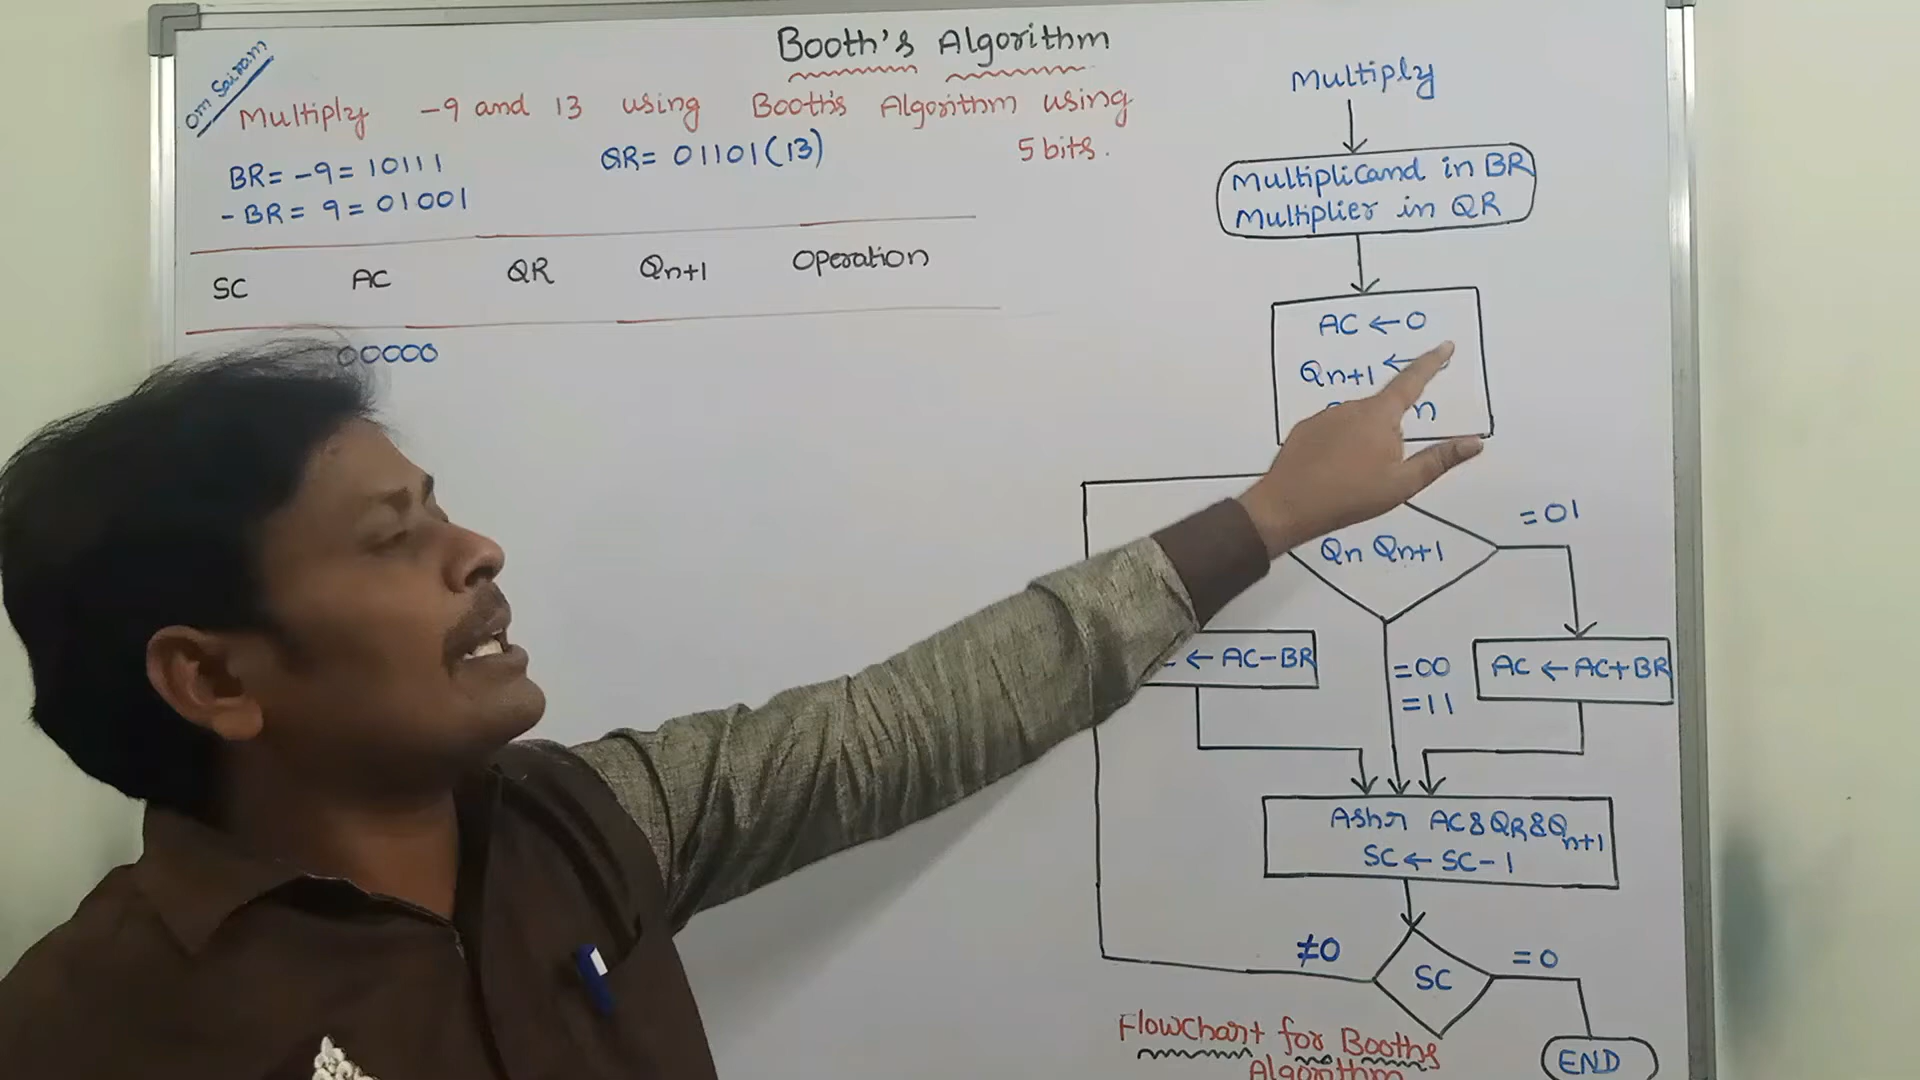 Om Sairam
Booth's Algorithm
Multiply -9 and 13 using Booth's Algorithm using
5 bits.
BR = -9 = 10111
QR = 01101(13)
-BR = 9 = 01001
SC AC QR Qn+1 Operation
00000
Multiply
Multiplicand in BR
Multiplier in QR
AC ← 0
Qn+1 ←
n
Qn Qn+1
=01
← AC-BR
=00
=11
AC ← AC+BR
Ashr AC&QR&Qn+1
SC ← SC-1
≠0
SC
=0
END
Flowchart for Booths
Algorithm